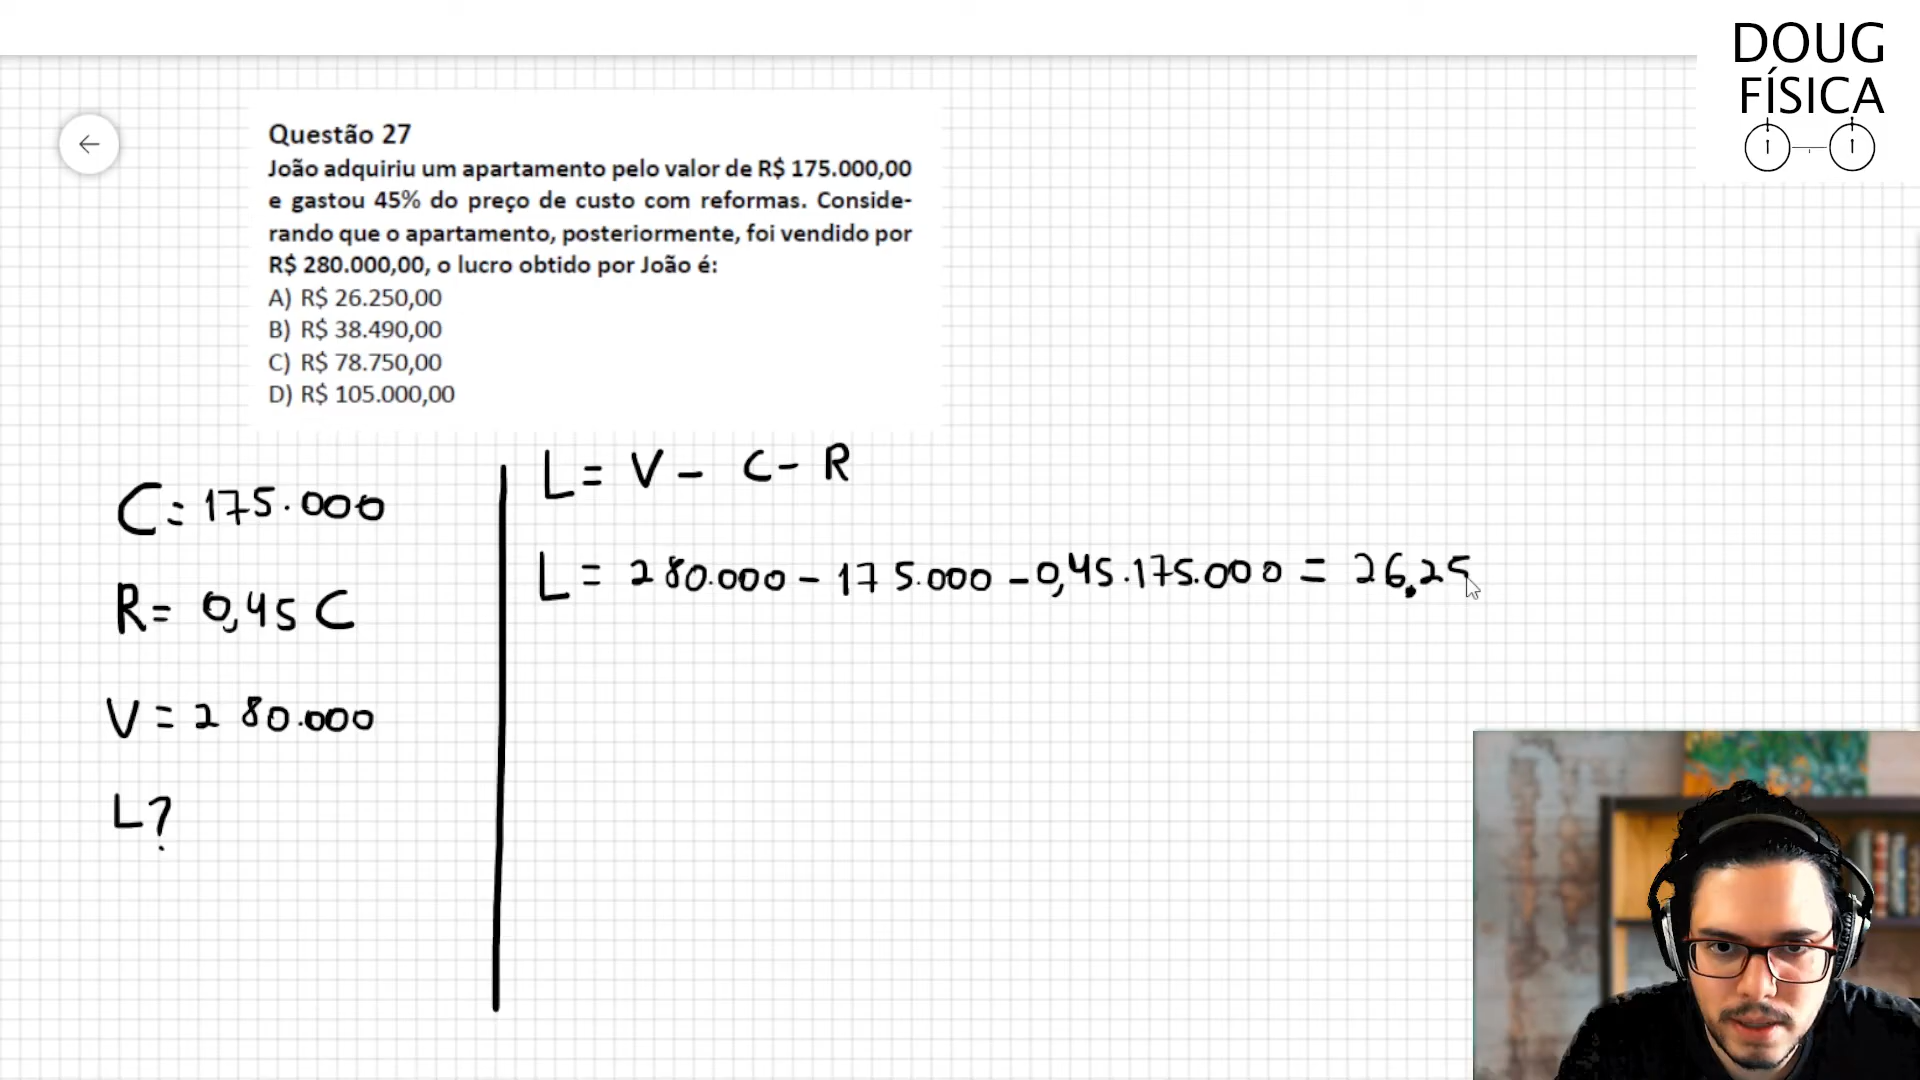 DOUG
FÍSICA
Questão 27
João adquiriu um apartamento pelo valor de R$ 175.000,00
e gastou 45% do preço de custo com reformas. Conside-
rando que o apartamento, posteriormente, foi vendido por
R$ 280.000,00, o lucro obtido por João é:
A) R$ 26.250,00
B) R$ 38.490,00
C) R$ 78.750,00
D) R$ 105.000,00
C = 175.000
R = 0,45 C
V = 280.000
L?
L = V - C - R
L = 280.000 - 175.000 - 0,45.175.000 = 26.25